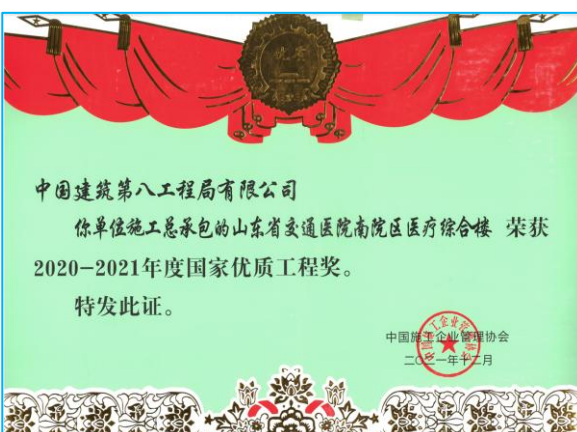 中国建筑第八工程局有限公司
你单位施工总承包的山东省交通医院南院区医疗综合楼 荣获
2020-2021年度国家优质工程奖。
特发此证。
中国施工企业管理协会
二〇二一年十二月